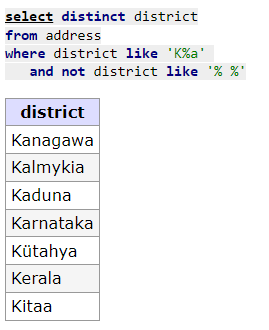 select distinct district
from address
where district like 'K%a'
and not district like '% %'
district
Kanagawa
Kalmykia
Kaduna
Karnataka
Kütahya
Kerala
Kitaa